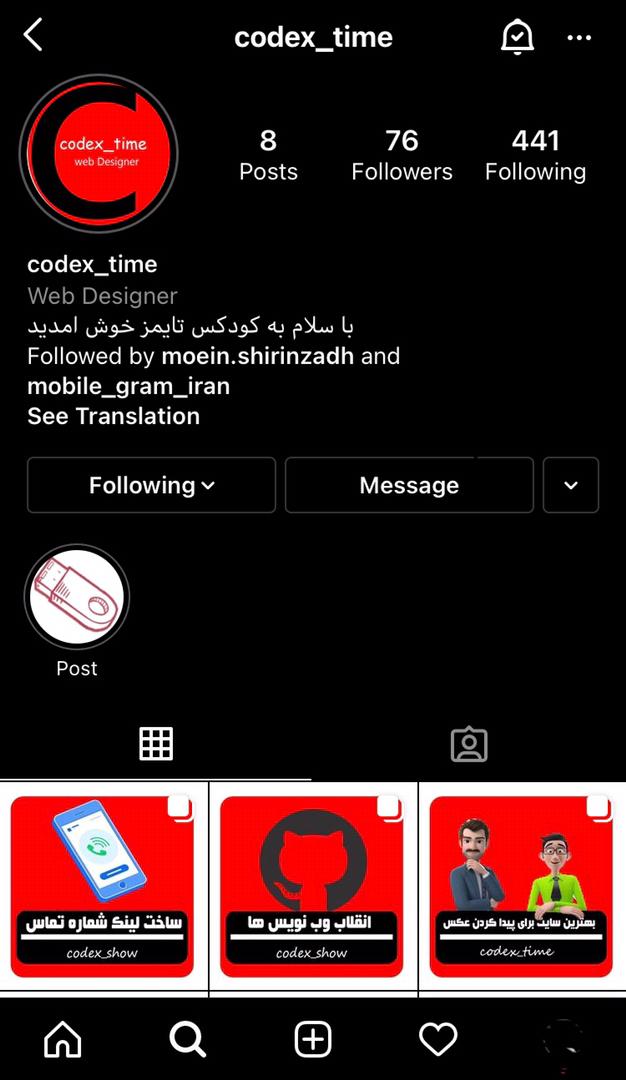 codex_time
codex_time
web Designer
8
Posts
76
Followers
441
Following
codex_time
Web Designer
با سلام به کودکس تایمز خوش امدید
Followed by moein.shirinzadh and
mobile_gram_iran
See Translation
Following
Message
Post
ساخت لینک شماره تماس
codex_show
انقلاب وب نویس ها
codex_show
بهترین سایت برای پیدا کردن عکس
codex_time